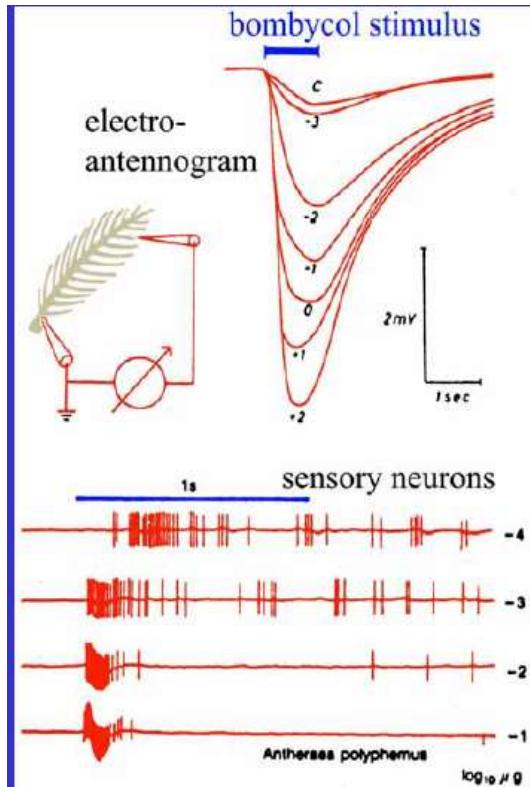 bombycol stimulus
electro-
antennogram
C
-3
-2
-1
0
+1
+2
2mV
1sec
1s
sensory neurons
-4
-3
-2
-1
Antheraea polyphemus
log₁₀ μg